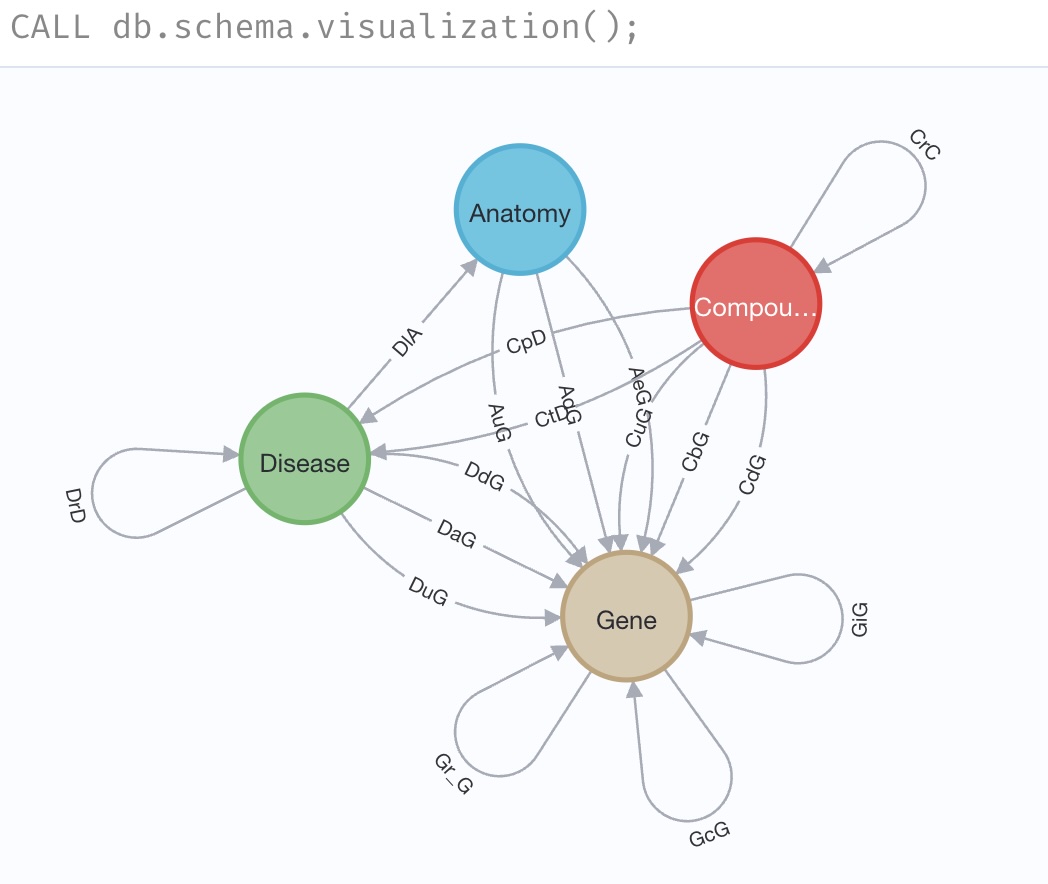 CALL db.schema.visualization();
CrC
Anatomy
Compou...
DlA
CpD
AeG
AdG
CtD
AuG
CuG
CbG
CdG
Disease
DdG
DrD
DaG
DuG
Gene
GiG
Gr_G
GcG